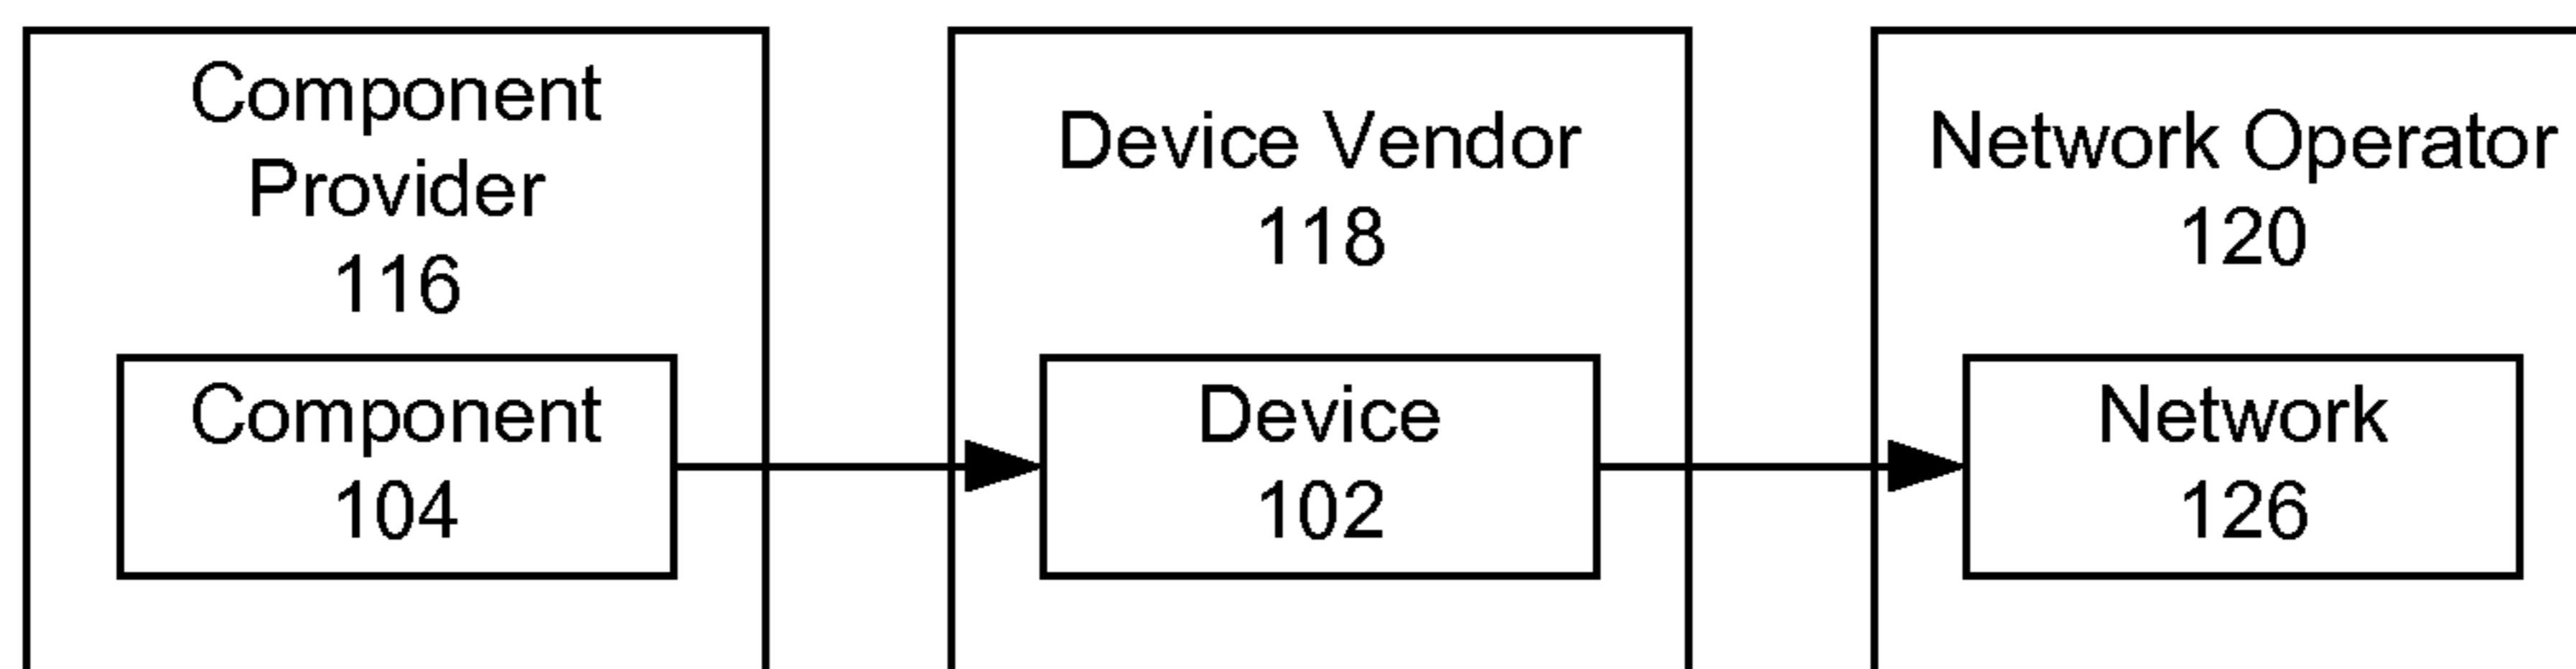 Component
Provider
116
Component
104
Device Vendor
118
Device
102
Network Operator
120
Network
126